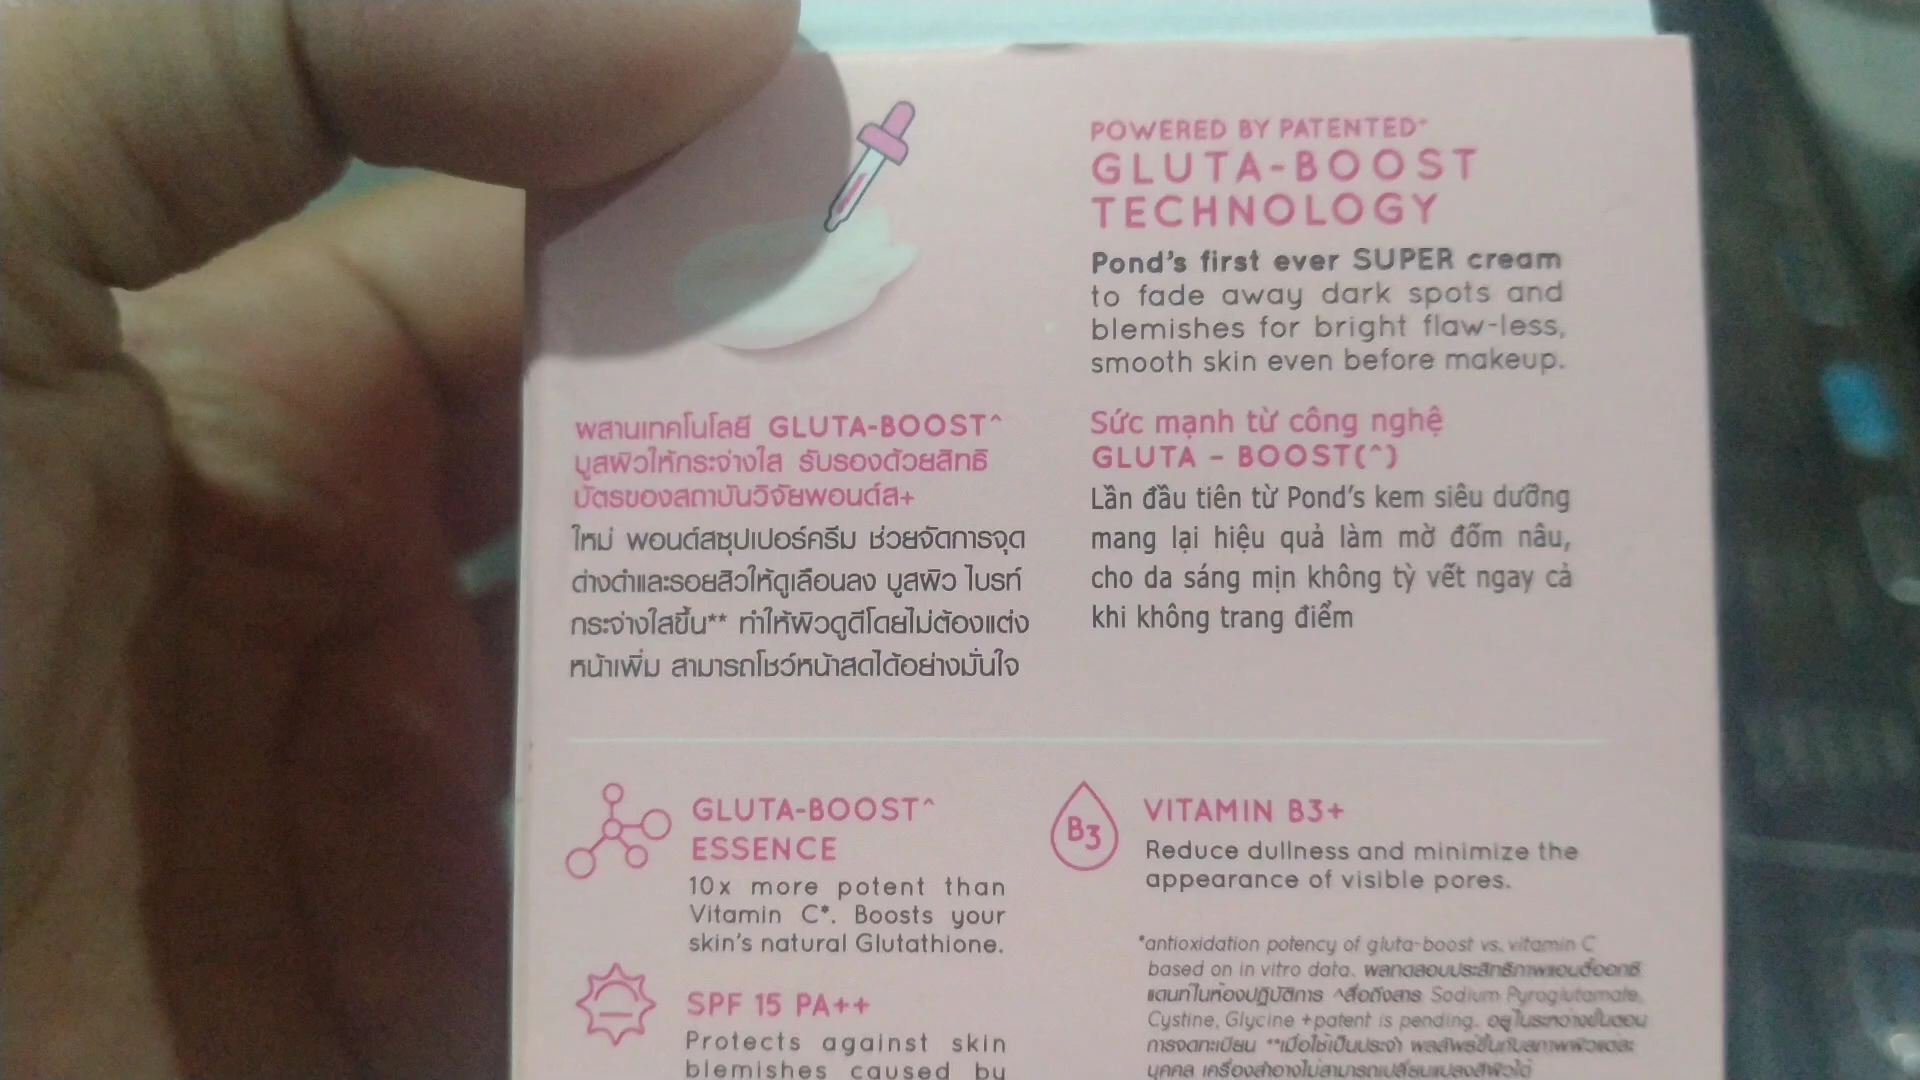 POWERED BY PATENTED+
GLUTA-BOOST
TECHNOLOGY
Pond's first ever SUPER cream
to fade away dark spots and
blemishes for bright flaw-less,
smooth skin even before makeup.
ผสานเทคโนโลยี GLUTA-BOOST^
บูสผิวให้กระจ่างใส รับรองด้วยสิทธิ
บัตรของสถาบันวิจัยพอนด์ส+
ใหม่ พอนด์สซุปเปอร์ครีม ช่วยจัดการจุด
ด่างดำและรอยสิวให้ดูเลือนลง บูสผิว ไบรท์
กระจ่างใสขึ้น** ทำให้ผิวดูดีโดยไม่ต้องแต่ง
หน้าเพิ่ม สามารถโชว์หน้าสดได้อย่างมั่นใจ
Sức mạnh từ công nghệ
GLUTA - BOOST(^)
Lần đầu tiên từ Pond's kem siêu dưỡng
mang lại hiệu quả làm mờ đốm nâu,
cho da sáng mịn không tỳ vết ngay cả
khi không trang điểm
GLUTA-BOOST^
ESSENCE
10x more potent than
Vitamin C*. Boosts your
skin's natural Glutathione.
SPF 15 PA++
Protects against skin
blemishes caused by
B3
VITAMIN B3+
Reduce dullness and minimize the
appearance of visible pores.
*antioxidation potency of gluta-boost vs. vitamin C
based on in vitro data. ผลทดสอบประสิทธิภาพแอนตี้ออกซิ
แดนท์ในห้องปฏิบัติการ ^สื่อถึงสาร Sodium Pyroglutamate,
Cystine, Glycine +patent is pending. อยู่ในระหว่างขั้นตอน
การจดทะเบียน **เมื่อใช้เป็นประจำ ผลลัพธ์ขึ้นกับสภาพผิวแต่ละ
บุคคล เครื่องสำอางไม่สามารถเปลี่ยนแปลงสีผิวได้